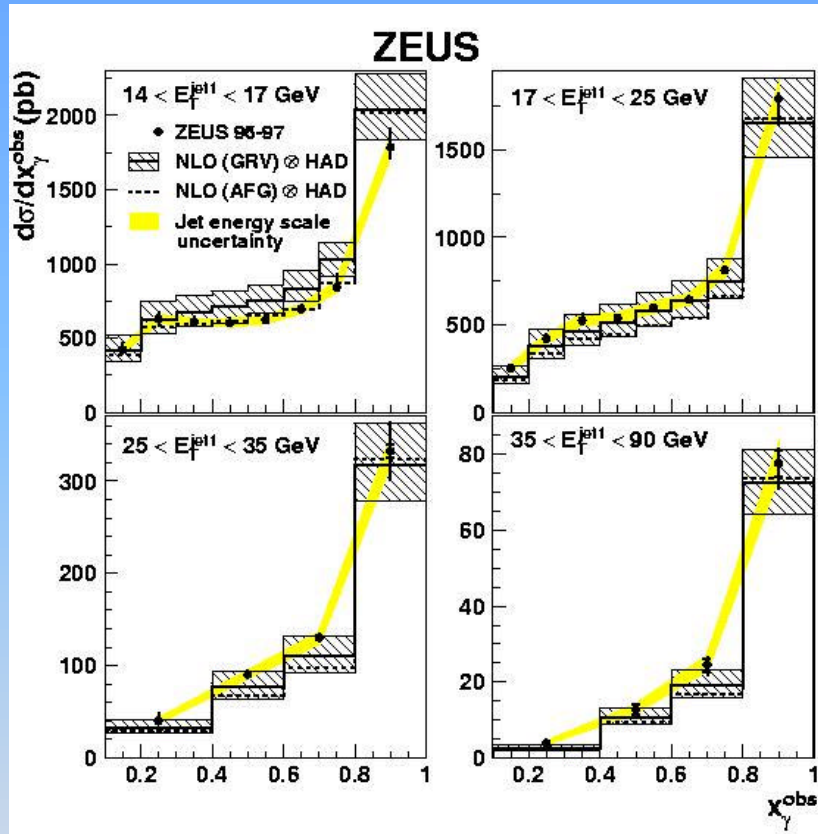 ZEUS
dσ/dxγ^obs (pb)
14 < E_T^jet1 < 17 GeV
ZEUS 96-97
NLO (GRV) ⊗ HAD
NLO (AFG) ⊗ HAD
Jet energy scale
uncertainty
2000
1500
1000
500
0
17 < E_T^jet1 < 25 GeV
1500
1000
500
0
25 < E_T^jet1 < 35 GeV
300
200
100
0
0.2 0.4 0.6 0.8 1
35 < E_T^jet1 < 90 GeV
80
60
40
20
0
0.2 0.4 0.6 0.8 1
xγ^obs